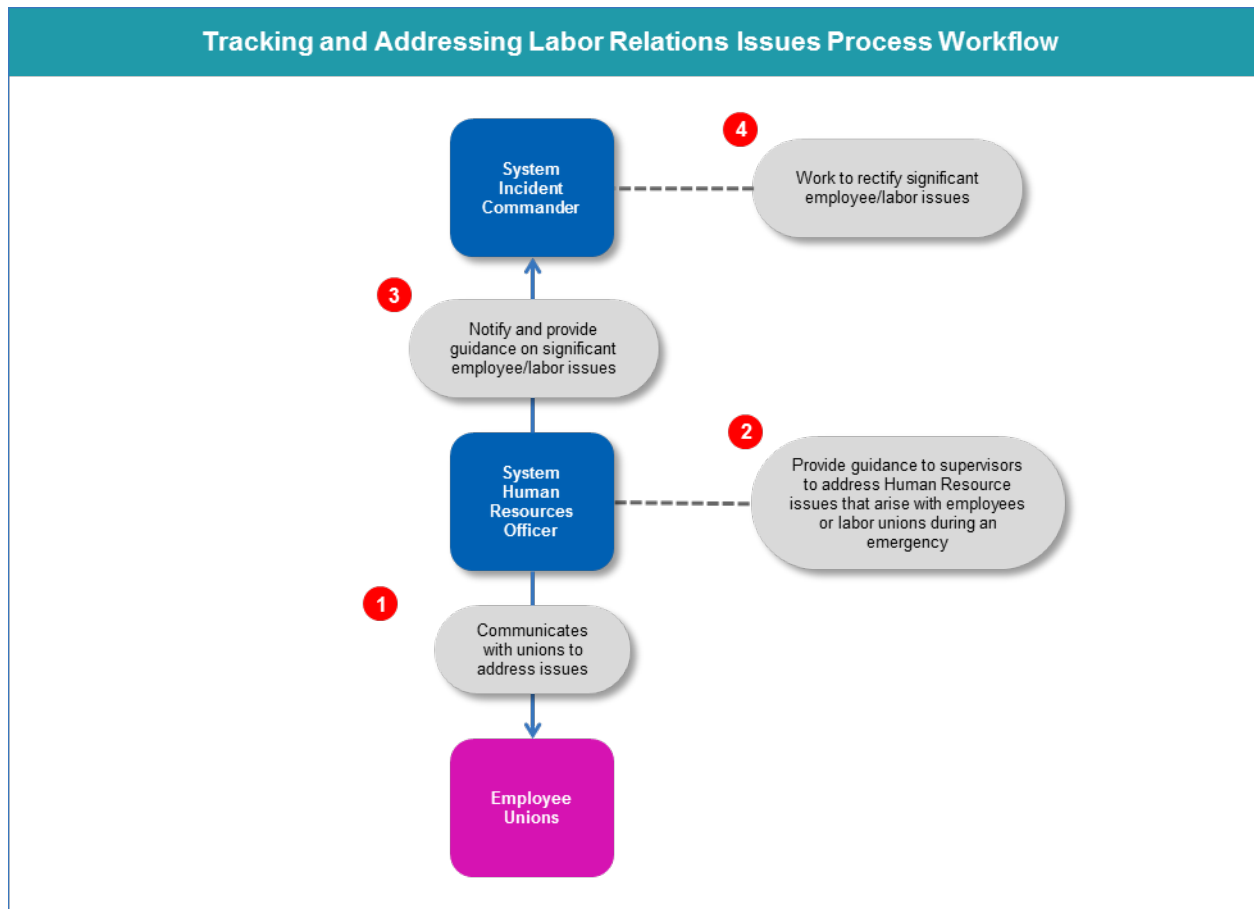 Tracking and Addressing Labor Relations Issues Process Workflow
4
System
Incident
Commander
Work to rectify significant
employee/labor issues
3
Notify and provide
guidance on significant
employee/labor issues
2
System
Human
Resources
Officer
Provide guidance to supervisors
to address Human Resource
issues that arise with employees
or labor unions during an
emergency
1
Communicates
with unions to
address issues
Employee
Unions